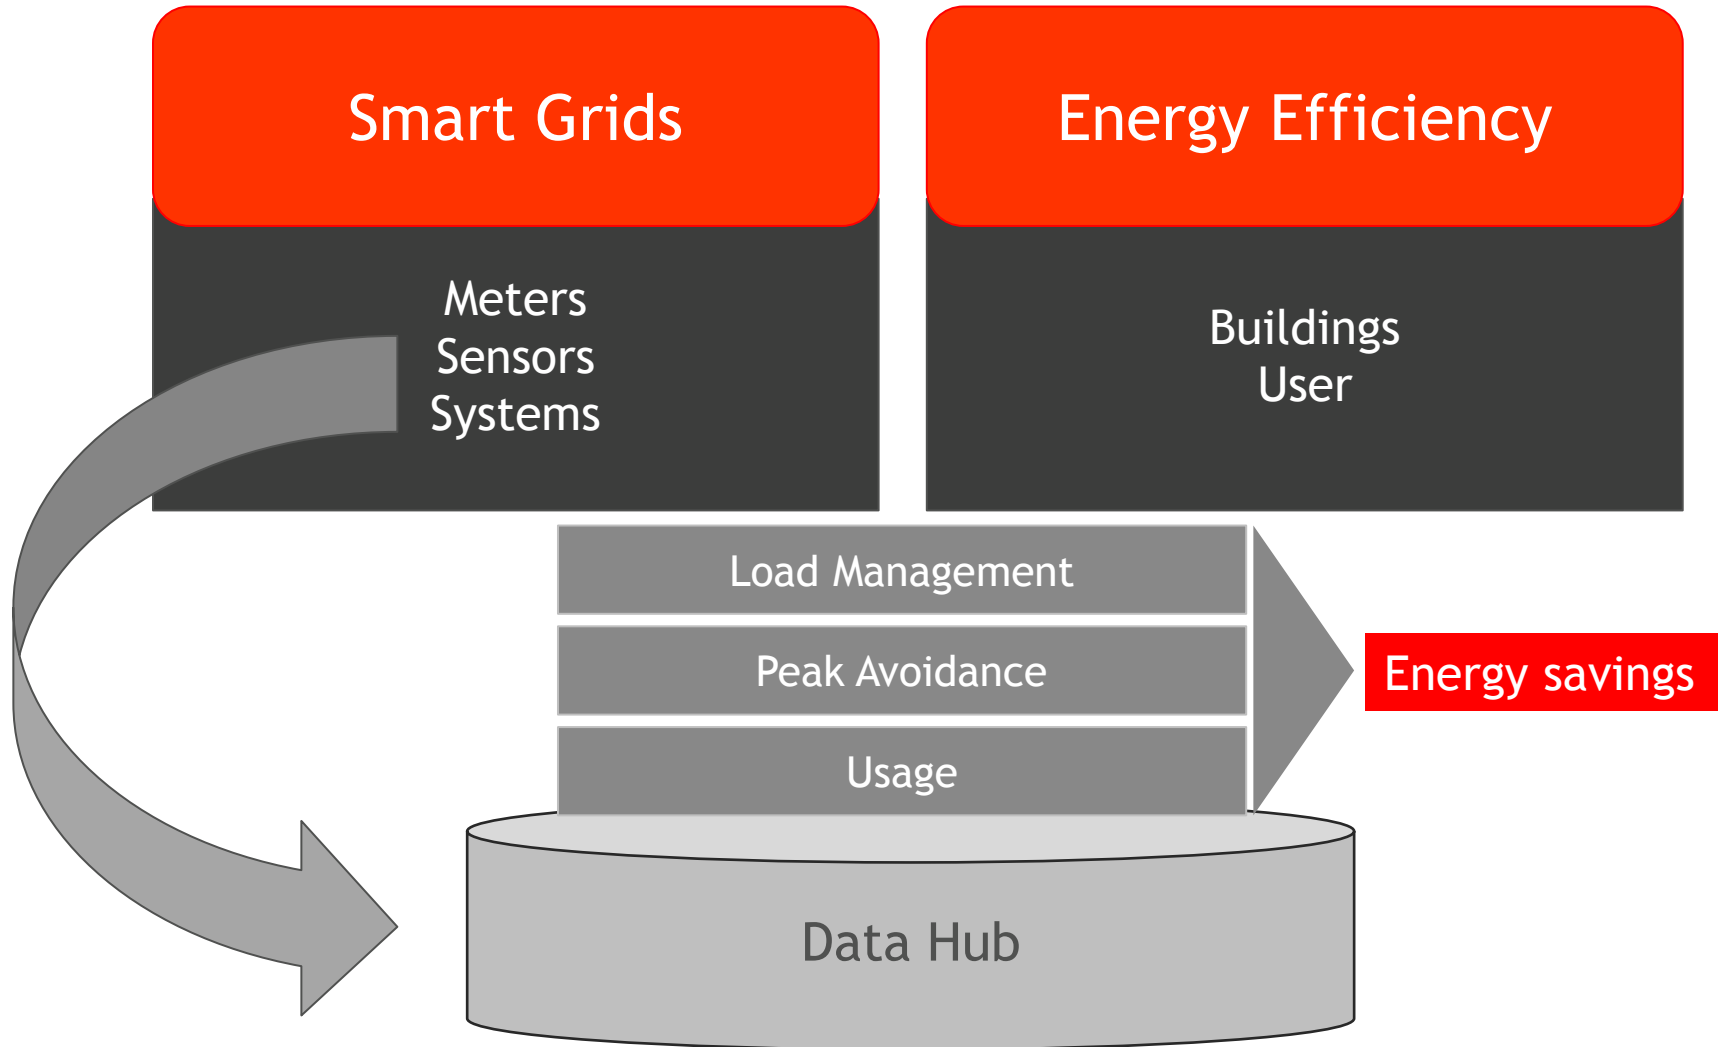 Smart Grids
Energy Efficiency
Meters
Sensors
Systems
Buildings
User
Load Management
Peak Avoidance
Usage
Energy savings
Data Hub